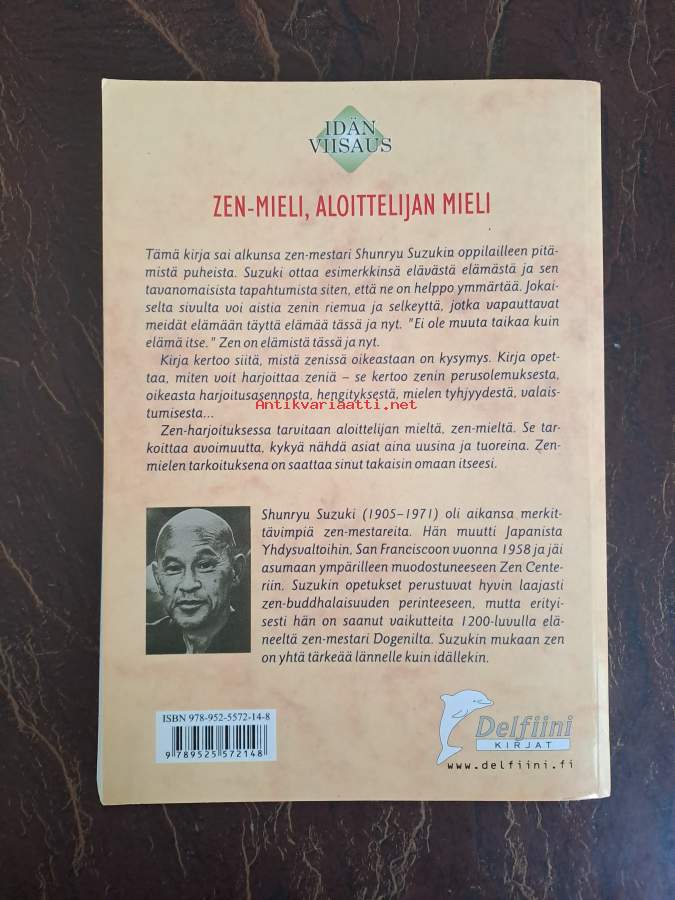 IDÄN
VIISAUS
ZEN-MIELI, ALOITTELIJAN MIELI
Tämä kirja sai alkunsa zen-mestari Shunryu Suzukin oppilailleen pitä-
mistä puheista. Suzuki ottaa esimerkkinsä elävästä elämästä ja sen
tavanomaisista tapahtumista siten, että ne on helppo ymmärtää. Jokai-
selta sivulta voi aistia zenin riemua ja selkeyttä, jotka vapauttavat
meidät elämään täyttä elämää tässä ja nyt. "Ei ole muuta taikaa kuin
elämä itse." Zen on elämistä tässä ja nyt.
Kirja kertoo siitä, mistä zenissä oikeastaan on kysymys. Kirja opet-
taa, miten voit harjoittaa zeniä – se kertoo zenin perusolemuksesta,
oikeasta harjoitusasennosta, hengityksestä, mielen tyhjyydestä, valais-
tumisesta...
Antikvariaatti.net
Zen-harjoituksessa tarvitaan aloittelijan mieltä, zen-mieltä. Se tar-
koittaa avoimuutta, kykyä nähdä asiat aina uusina ja tuoreina. Zen-
mielen tarkoituksena on saattaa sinut takaisin omaan itseesi.
Shunryu Suzuki (1905–1971) oli aikansa merkit-
tävimpiä zen-mestareita. Hän muutti Japanista
Yhdysvaltoihin, San Franciscoon vuonna 1958 ja jäi
asumaan ympärilleen muodostuneeseen Zen Cente-
riin. Suzukin opetukset perustuvat hyvin laajasti
zen-buddhalaisuuden perinteeseen, mutta erityi-
sesti hän on saanut vaikutteita 1200-luvulla elä-
neeltä zen-mestari Dogenilta. Suzukin mukaan zen
on yhtä tärkeää lännelle kuin idällekin.
ISBN 978-952-5572-14-8
9 789525 572148
Delfiini
KIRJAT
www.delfiini.fi